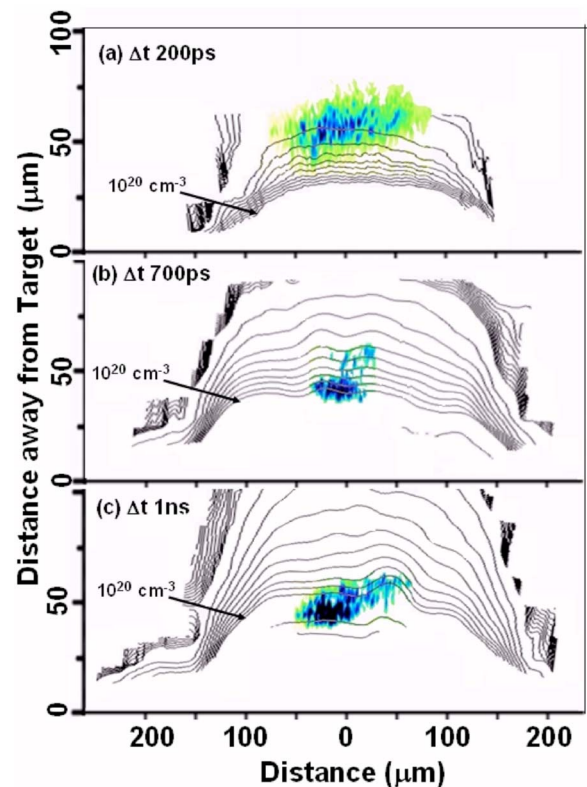 100
(a) Δt 200ps
50
10²⁰ cm⁻³
0
(b) Δt 700ps
50
10²⁰ cm⁻³
0
(c) Δt 1ns
50
10²⁰ cm⁻³
0
200 100 0 100 200
Distance (μm)
Distance away from Target (μm)